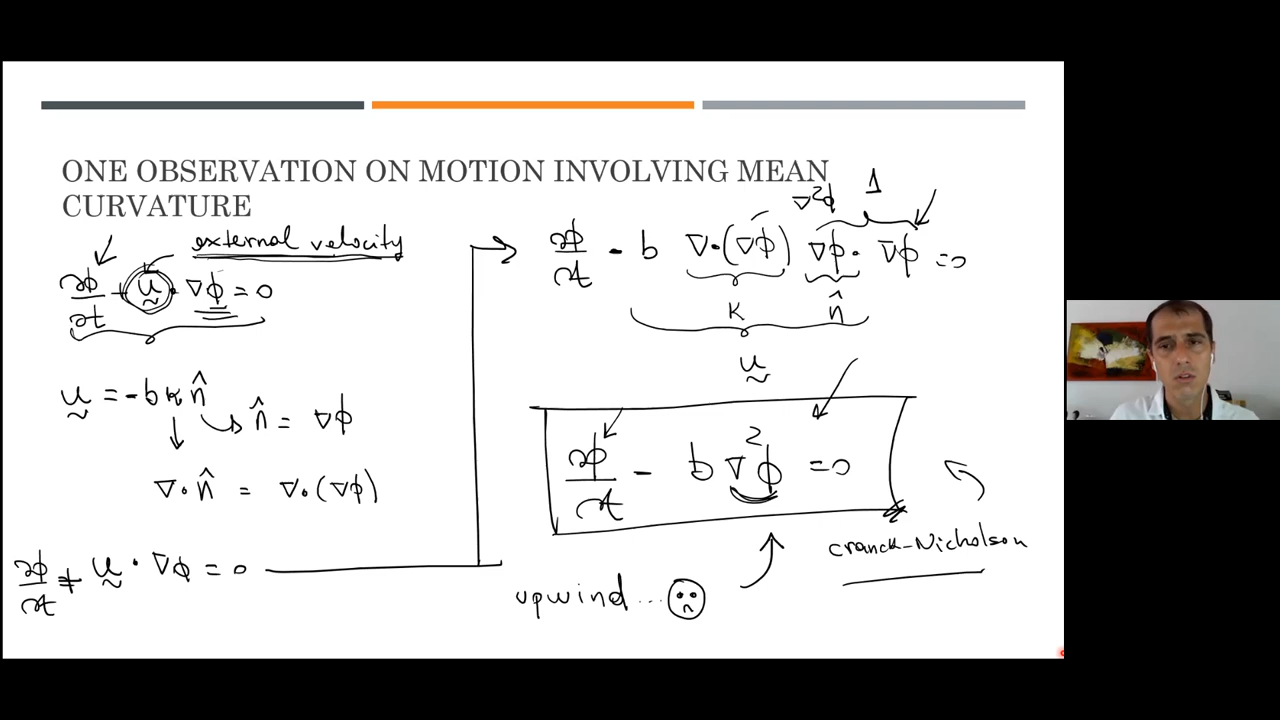 ONE OBSERVATION ON MOTION INVOLVING MEAN
CURVATURE
external velocity
∂φ/∂t + u · ∇φ = 0
u = -bκn̂
n̂ = ∇φ
∇·n̂ = ∇·(∇φ)
∂φ/∂t + u · ∇φ = 0
∇²φ 1
∂φ/∂t - b ∇·(∇φ) ∇φ · ∇φ = 0
κ n̂
u
∂φ/∂t - b∇²φ = 0
cranck-Nicholson
upwind...